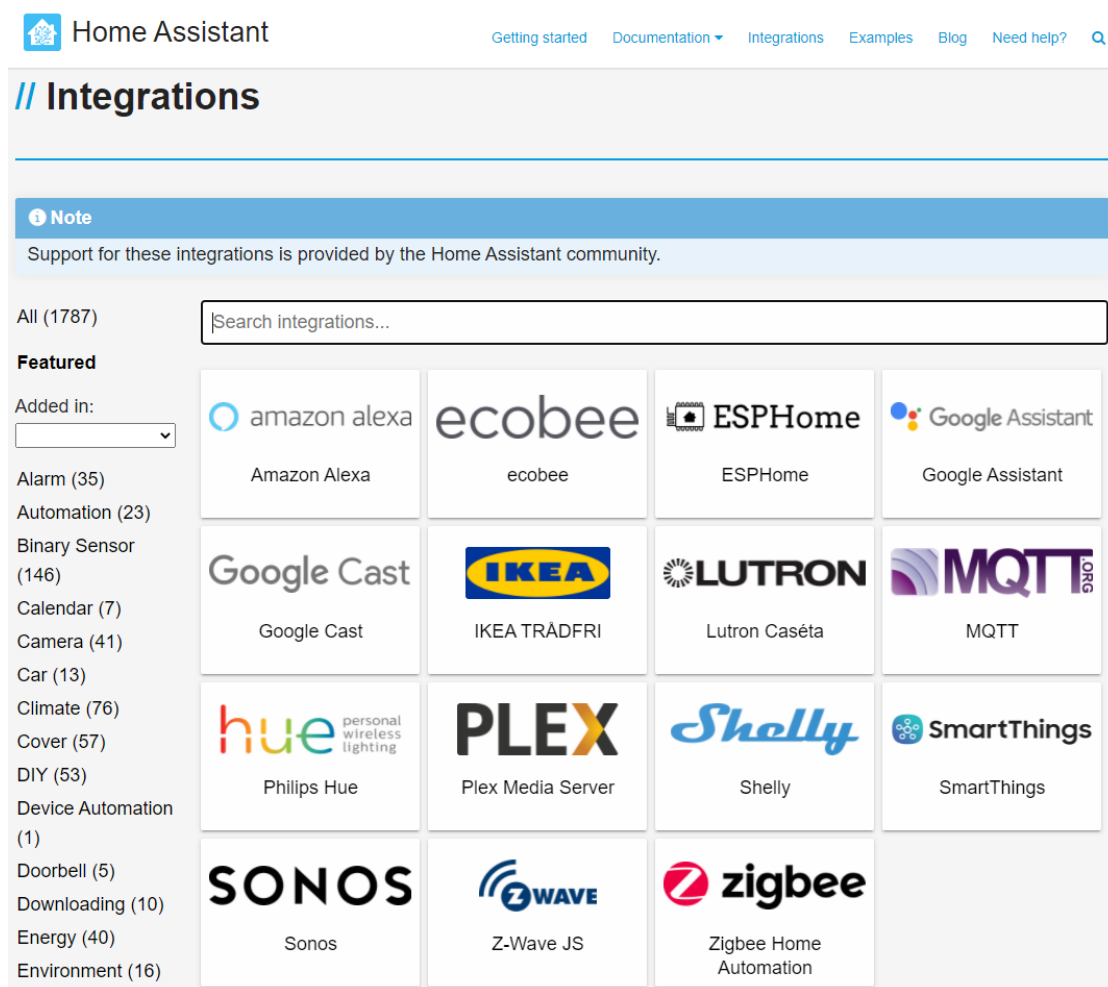 Home Assistant
Getting started Documentation Integrations Examples Blog Need help?
// Integrations
Note
Support for these integrations is provided by the Home Assistant community.
All (1787)
Search integrations...
Featured
Added in:
Alarm (35)
Automation (23)
Binary Sensor
(146)
Calendar (7)
Camera (41)
Car (13)
Climate (76)
Cover (57)
DIY (53)
Device Automation
(1)
Doorbell (5)
Downloading (10)
Energy (40)
Environment (16)
amazon alexa
Amazon Alexa
ecobee
ecobee
ESPHome
ESPHome
Google Assistant
Google Assistant
Google Cast
Google Cast
IKEA
IKEA TRÅDFRI
LUTRON
Lutron Caséta
MQTT.ORG
MQTT
hue personal
wireless
lighting
Philips Hue
PLEX
Plex Media Server
Shelly
Shelly
SmartThings
SmartThings
SONOS
Sonos
Z WAVE
Z-Wave JS
zigbee
Zigbee Home
Automation